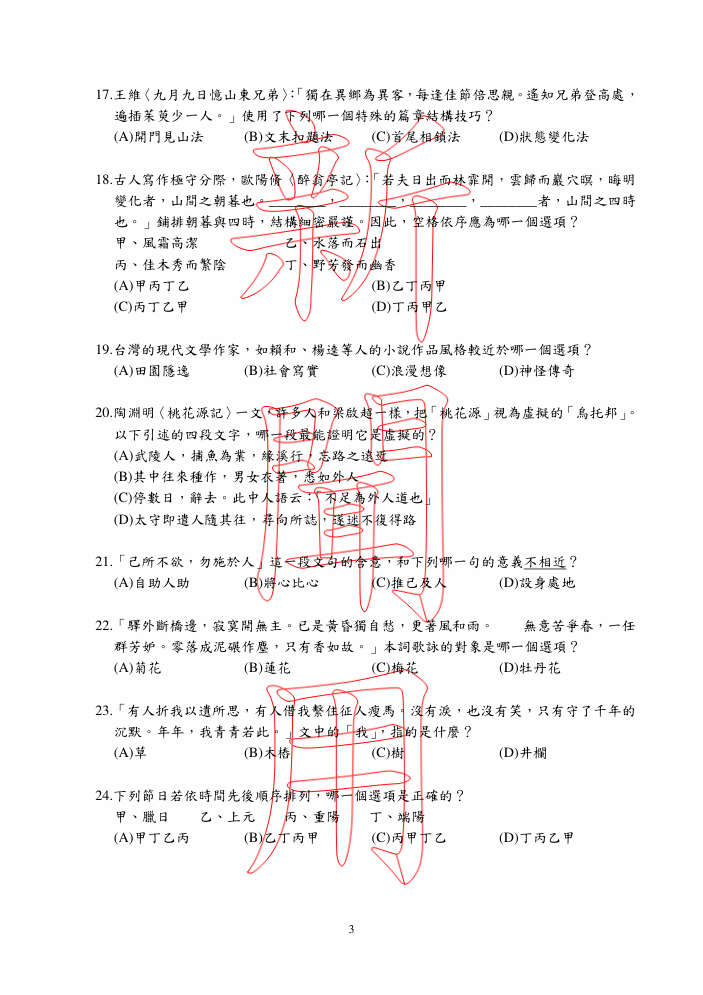 17.王維〈九月九日憶山東兄弟〉:「獨在異鄉為異客，每逢佳節倍思親。遙知兄弟登高處，
遍插茱萸少一人。」使用了下列哪一個特殊的篇章結構技巧？
(A)開門見山法 (B)文末扣題法 (C)首尾相鎖法 (D)狀態變化法
18.古人寫作極守分際，歐陽脩〈醉翁亭記〉:「若夫日出而林霏開，雲歸而巖穴暝，晦明
變化者，山間之朝暮也。________，________，________，________者，山間之四時
也。」鋪排朝暮與四時，結構細密嚴謹。因此，空格依序應為哪一個選項？
甲、風霜高潔 乙、水落而石出
丙、佳木秀而繁陰 丁、野芳發而幽香
(A)甲丙丁乙 (B)乙丁丙甲
(C)丙丁乙甲 (D)丁丙甲乙
19.台灣的現代文學作家，如賴和、楊逵等人的小說作品風格較近於哪一個選項？
(A)田園隱逸 (B)社會寫實 (C)浪漫想像 (D)神怪傳奇
20.陶淵明〈桃花源記〉一文，許多人和梁啟超一樣，把「桃花源」視為虛擬的「烏托邦」。
以下引述的四段文字，哪一段最能證明它是虛擬的？
(A)武陵人，捕魚為業，緣溪行，忘路之遠近
(B)其中往來種作，男女衣著，悉如外人
(C)停數日，辭去。此中人語云：「不足為外人道也」
(D)太守即遣人隨其往，尋向所誌，遂迷不復得路
21.「己所不欲，勿施於人」這一段文句的含意，和下列哪一句的意義不相近？
(A)自助人助 (B)將心比心 (C)推己及人 (D)設身處地
22.「驛外斷橋邊，寂寞開無主。已是黃昏獨自愁，更著風和雨。 無意苦爭春，一任
群芳妒。零落成泥碾作塵，只有香如故。」本詞歌詠的對象是哪一個選項？
(A)菊花 (B)蓮花 (C)梅花 (D)牡丹花
23.「有人折我以遺所思，有人借我繫住征人瘦馬。沒有淚，也沒有笑，只有守了千年的
沉默。年年，我青青若此。」文中的「我」，指的是什麼？
(A)草 (B)木樁 (C)樹 (D)井欄
24.下列節日若依時間先後順序排列，哪一個選項是正確的？
甲、臘日 乙、上元 丙、重陽 丁、端陽
(A)甲丁乙丙 (B)乙丁丙甲 (C)丙甲丁乙 (D)丁丙乙甲
新
聞
用
3